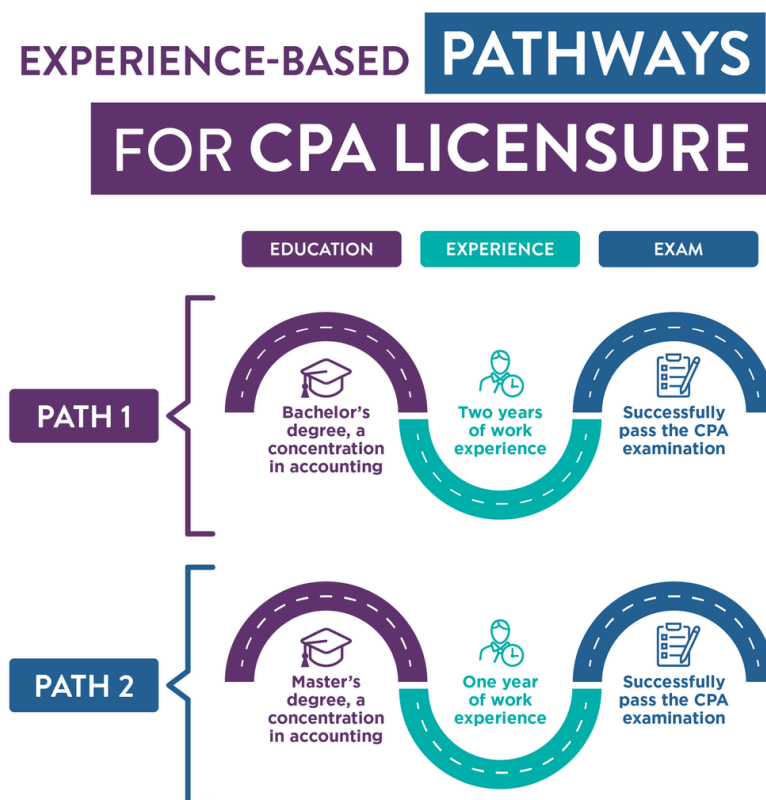 EXPERIENCE-BASED PATHWAYS
FOR CPA LICENSURE
EDUCATION
EXPERIENCE
EXAM
PATH 1
Bachelor's
degree, a
concentration
in accounting
Two years
of work
experience
Successfully
pass the CPA
examination
PATH 2
Master's
degree, a
concentration
in accounting
One year
of work
experience
Successfully
pass the CPA
examination